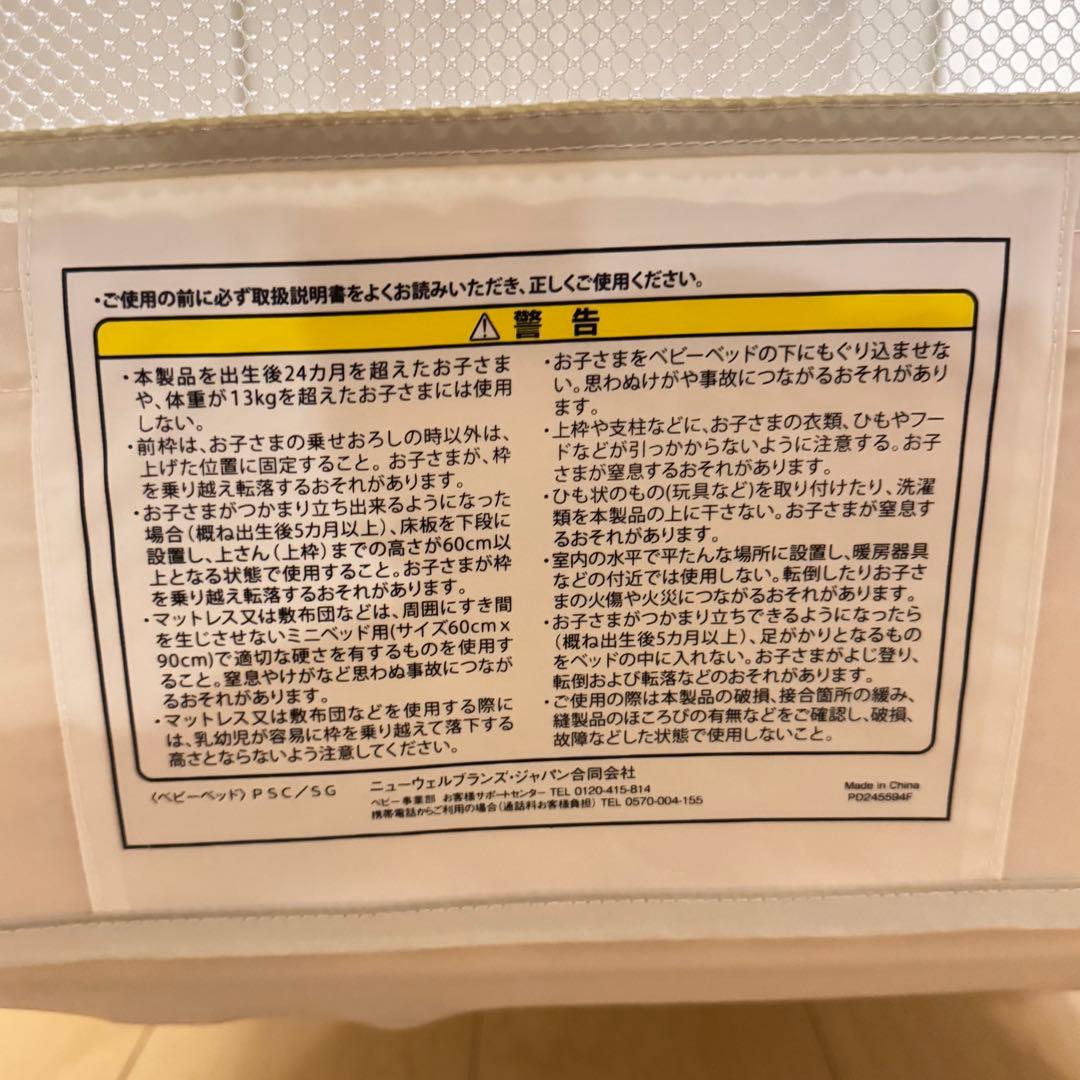 ・ご使用の前に必ず取扱説明書をよくお読みいただき、正しくご使用ください。
⚠ 警告
・本製品を出生後24カ月を超えたお子さま
や、体重が13kgを超えたお子さまには使用
しない。
・前枠は、お子さまの乗せおろしの時以外は、
上げた位置に固定すること。お子さまが、枠
を乗り越え転落するおそれがあります。
・お子さまがつかまり立ち出来るようになった
場合(概ね出生後5カ月以上)、床板を下段に
設置し、上さん(上枠)までの高さが60cm以
上となる状態で使用すること。お子さまが枠
を乗り越え転落するおそれがあります。
・マットレス又は敷布団などは、周囲にすき間
を生じさせないミニベッド用(サイズ60cm x
90cm)で適切な硬さを有するものを使用す
ること。窒息やけがなど思わぬ事故につなが
るおそれがあります。
・マットレス又は敷布団などを使用する際に
は、乳幼児が容易に枠を乗り越えて落下する
高さとならないよう注意してください。
・お子さまをベビーベッドの下にもぐり込ませな
い。思わぬけがや事故につながるおそれがあり
ます。
・上枠や支柱などに、お子さまの衣類、ひもやフー
ドなどが引っかからないように注意する。お子
さまが窒息するおそれがあります。
・ひも状のもの(玩具など)を取り付けたり、洗濯
類を本製品の上に干さない。お子さまが窒息す
るおそれがあります。
・室内の水平で平たんな場所に設置し、暖房器具
などの付近では使用しない。転倒したりお子さ
まの火傷や火災につながるおそれがあります。
・お子さまがつかまり立ちできるようになったら
(概ね出生後5カ月以上)、足がかりとなるもの
をベッドの中に入れない。お子さまがよじ登り、
転倒および転落などのおそれがあります。
・ご使用の際は本製品の破損、接合箇所の緩み、
縫製品のほころびの有無などをご確認し、破損、
故障などした状態で使用しないこと。
〈ベビーベッド〉PSC/SG
ニューウェルブランズ・ジャパン合同会社
ベビー事業部 お客様サポートセンター TEL 0120-415-814
携帯電話からご利用の場合(通話料お客様負担) TEL 0570-004-155
Made in China
PD245594F